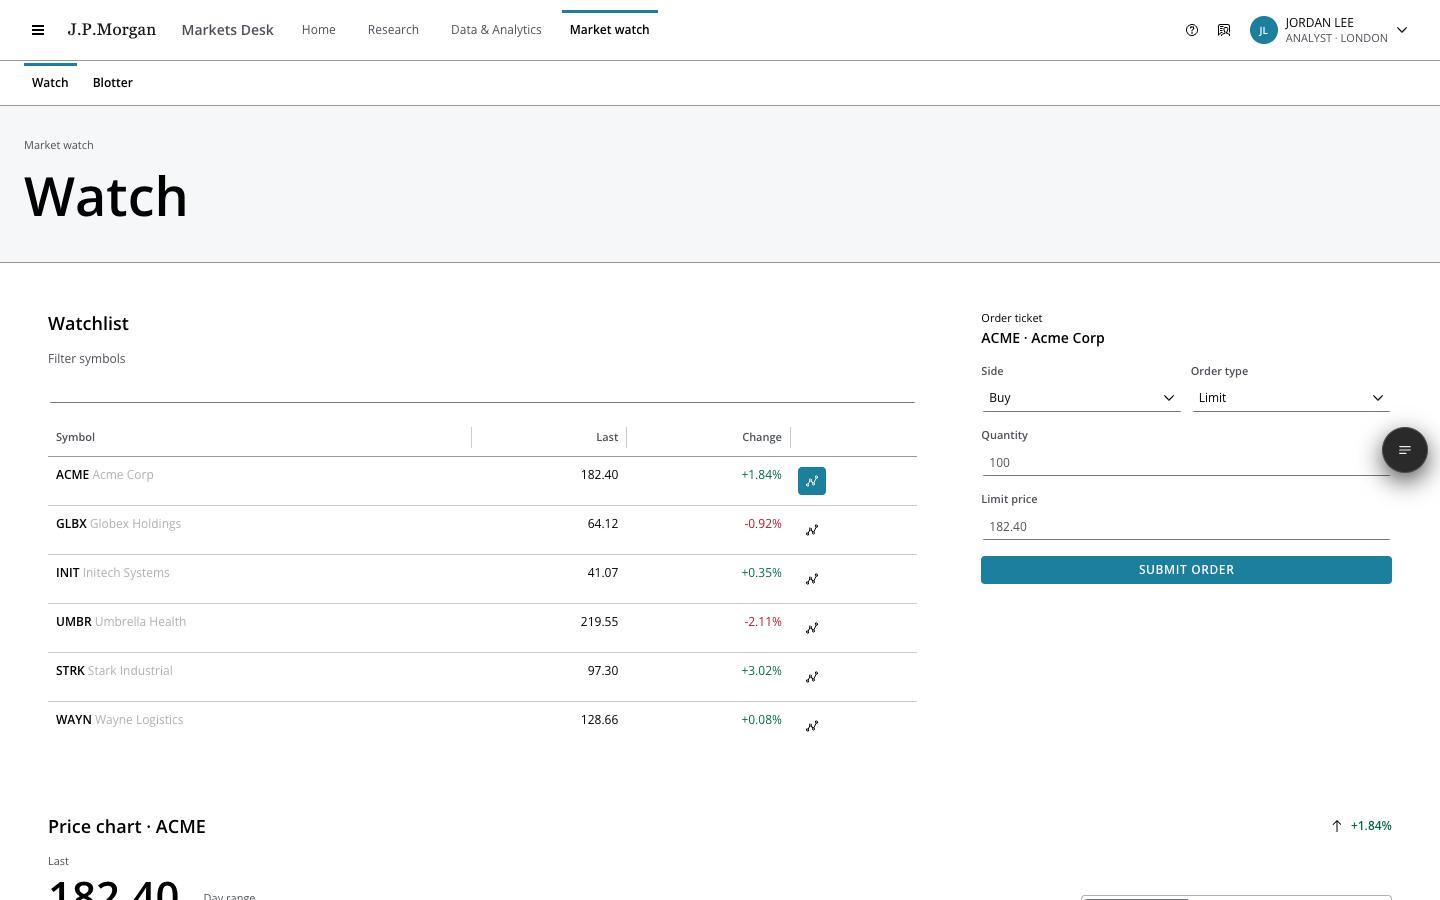 J.P.Morgan
Markets Desk
Home
Research
Data & Analytics
Market watch
JL
JORDAN LEE
ANALYST · LONDON
Watch
Blotter
Market watch
Watch
Watchlist
Filter symbols
Symbol Last Change
ACME Acme Corp 182.40 +1.84%
GLBX Globex Holdings 64.12 -0.92%
INIT Initech Systems 41.07 +0.35%
UMBR Umbrella Health 219.55 -2.11%
STRK Stark Industrial 97.30 +3.02%
WAYN Wayne Logistics 128.66 +0.08%
Order ticket
ACME · Acme Corp
Side Order type
Buy Limit
Quantity
100
Limit price
182.40
SUBMIT ORDER
Price chart · ACME
+1.84%
Last
182.40
Day range